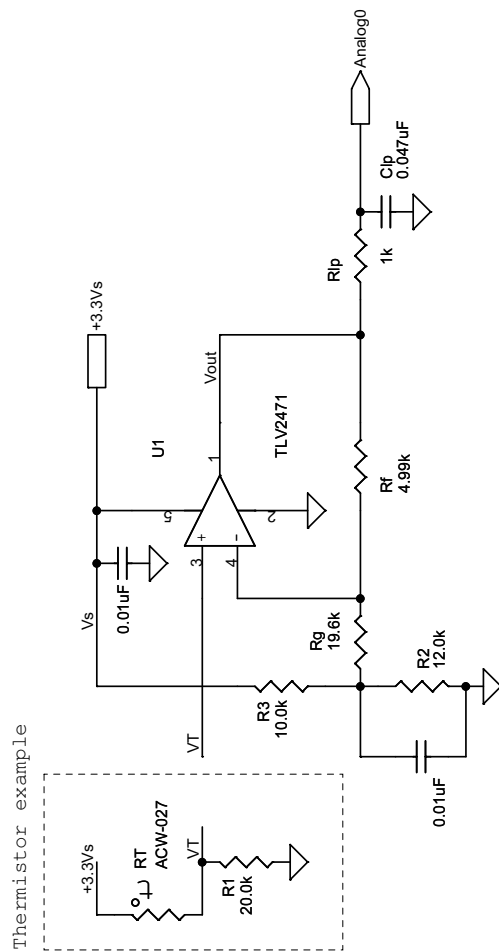 Thermistor example
+3.3Vs
RT
ACW-027
VT
R1
20.0k
VT
Vs
0.01uF
+3.3Vs
U1
3
+
4
-
5
2
1
Vout
TLV2471
R3
10.0k
Rg
19.6k
R2
12.0k
0.01uF
Rf
4.99k
Rlp
1k
Clp
0.047uF
Analog0
t